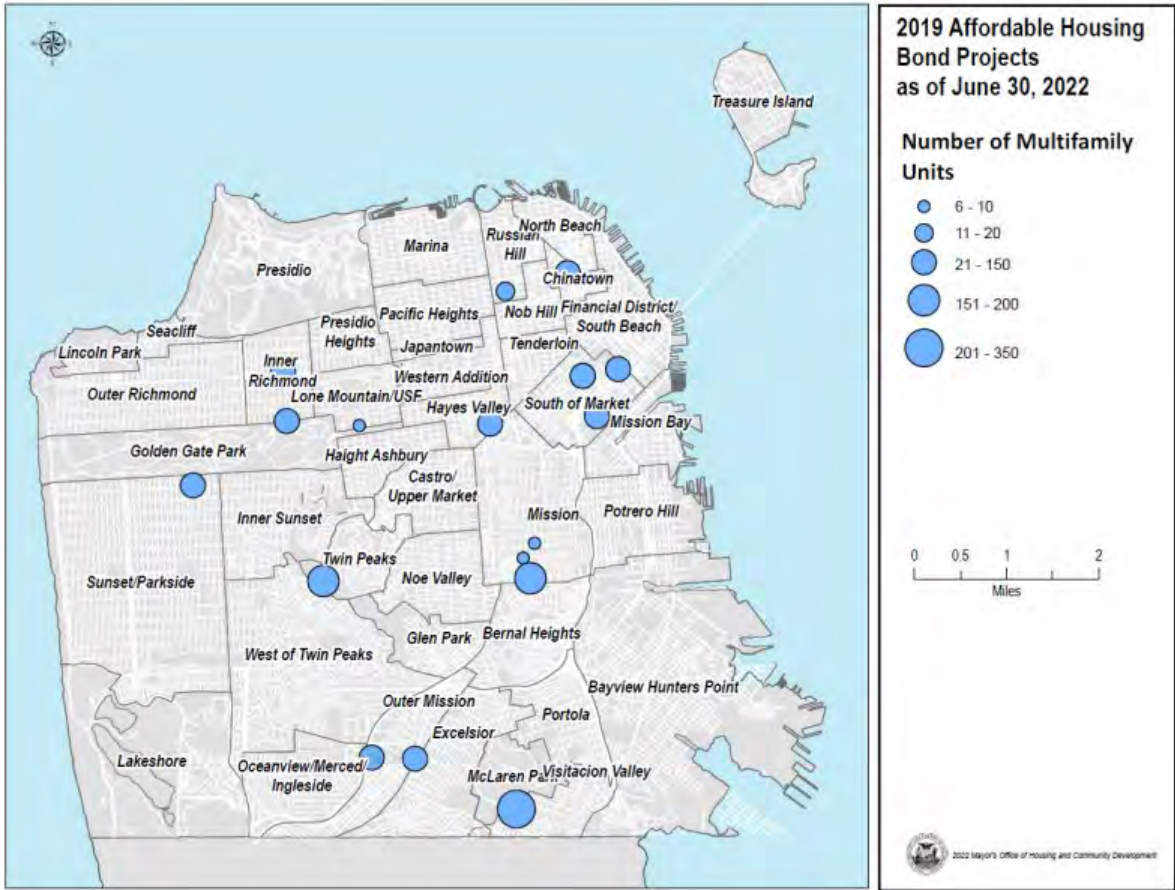 2019 Affordable Housing
Bond Projects
as of June 30, 2022
Number of Multifamily
Units
6 - 10
11 - 20
21 - 150
151 - 200
201 - 350
0 0.5 1 2
Miles
2022 Mayor's Office of Housing and Community Development
Treasure Island
North Beach
Russian
Hill
Marina
Presidio
Chinatown
Pacific Heights
Nob Hill
Financial District/
South Beach
Seacliff
Presidio
Heights
Japantown
Tenderloin
Lincoln Park
Inner
Richmond
Western Addition
Outer Richmond
Lone Mountain/USF
Hayes Valley
South of Market
Mission Bay
Golden Gate Park
Haight Ashbury
Castro/
Upper Market
Inner Sunset
Mission
Potrero Hill
Twin Peaks
Sunset/Parkside
Noe Valley
Glen Park
Bernal Heights
West of Twin Peaks
Bayview Hunters Point
Outer Mission
Portola
Excelsior
Lakeshore
Oceanview/Merced/
Ingleside
McLaren Park
Visitacion Valley